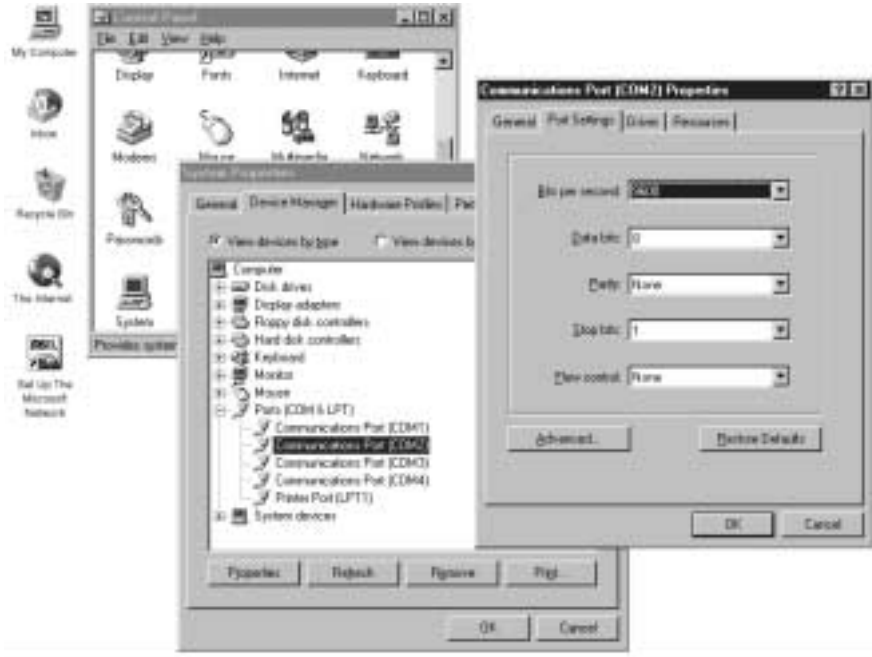 My Computer
Inbox
Recycle Bin
The Internet
Set Up The
Microsoft
Network
Control Panel
File Edit View Help
Display Fonts Internet Keyboard
Modems Mouse Multimedia Network
Passwords
System
Provides system
System Properties
General Device Manager Hardware Profiles
View devices by type View devices b
Computer
Disk drives
Display adapters
Floppy disk controllers
Hard disk controllers
Keyboard
Monitor
Mouse
Ports (COM & LPT)
Communications Port (COM1)
Communications Port (COM2)
Communications Port (COM3)
Communications Port (COM4)
Printer Port (LPT1)
System devices
Properties Refresh Remove Print...
OK Cancel
Communications Port (COM2) Properties
General Port Settings Driver Resources
Bits per second: 9600
Data bits:
Parity: None
Stop bits: 1
Flow control: None
Advanced... Restore Defaults
OK Cancel